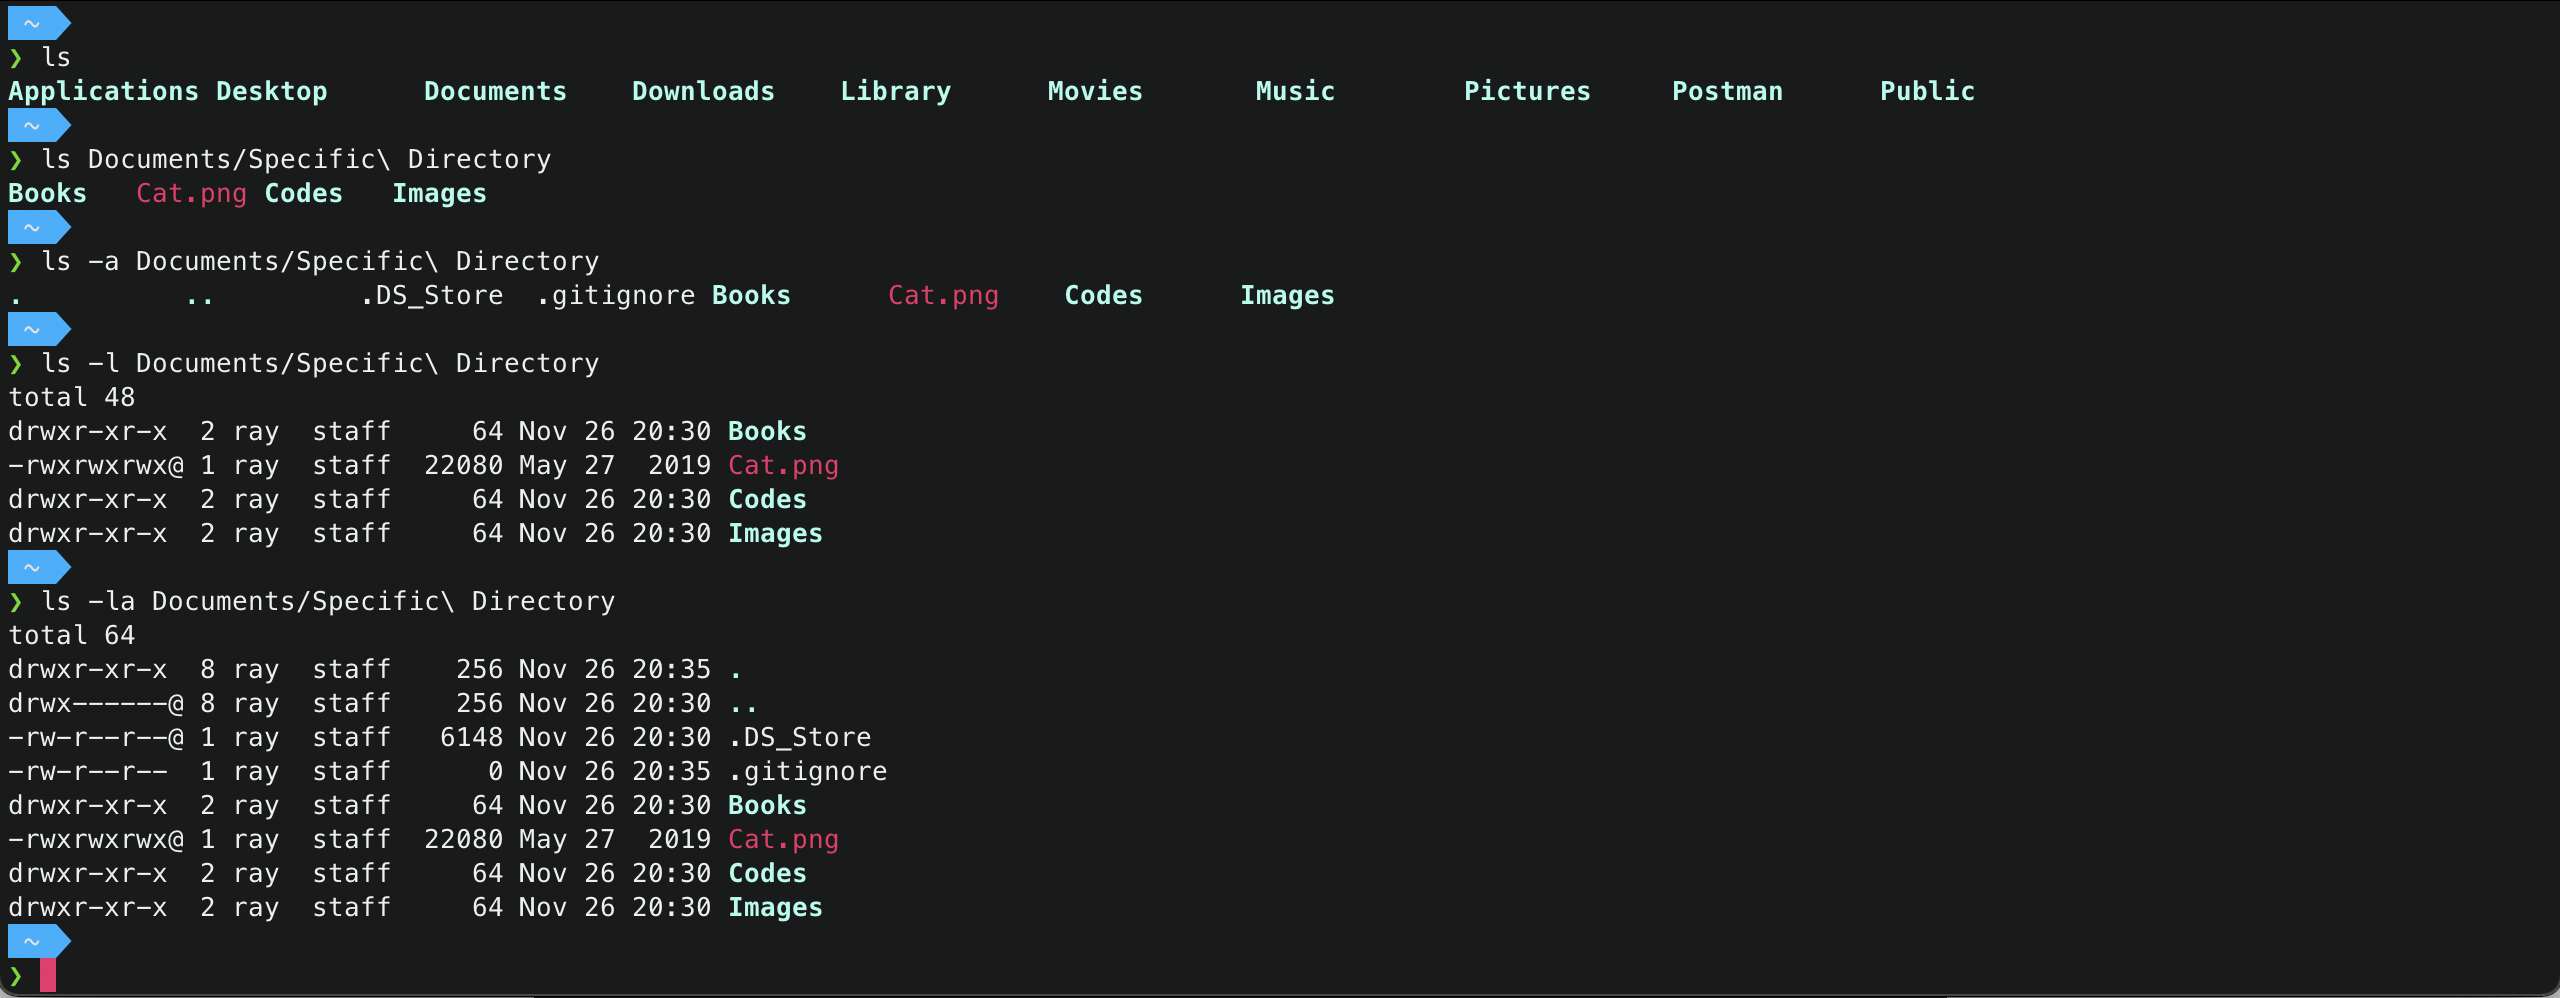 ~
❯ ls
Applications Desktop      Documents    Downloads    Library      Movies       Music        Pictures     Postman      Public
~
❯ ls Documents/Specific\ Directory
Books   Cat.png Codes   Images
~
❯ ls -a Documents/Specific\ Directory
.          ..         .DS_Store  .gitignore Books      Cat.png    Codes      Images
~
❯ ls -l Documents/Specific\ Directory
total 48
drwxr-xr-x  2 ray  staff     64 Nov 26 20:30 Books
-rwxrwxrwx@ 1 ray  staff  22080 May 27  2019 Cat.png
drwxr-xr-x  2 ray  staff     64 Nov 26 20:30 Codes
drwxr-xr-x  2 ray  staff     64 Nov 26 20:30 Images
~
❯ ls -la Documents/Specific\ Directory
total 64
drwxr-xr-x  8 ray  staff    256 Nov 26 20:35 .
drwx------@ 8 ray  staff    256 Nov 26 20:30 ..
-rw-r--r--@ 1 ray  staff   6148 Nov 26 20:30 .DS_Store
-rw-r--r--  1 ray  staff      0 Nov 26 20:35 .gitignore
drwxr-xr-x  2 ray  staff     64 Nov 26 20:30 Books
-rwxrwxrwx@ 1 ray  staff  22080 May 27  2019 Cat.png
drwxr-xr-x  2 ray  staff     64 Nov 26 20:30 Codes
drwxr-xr-x  2 ray  staff     64 Nov 26 20:30 Images
~
❯